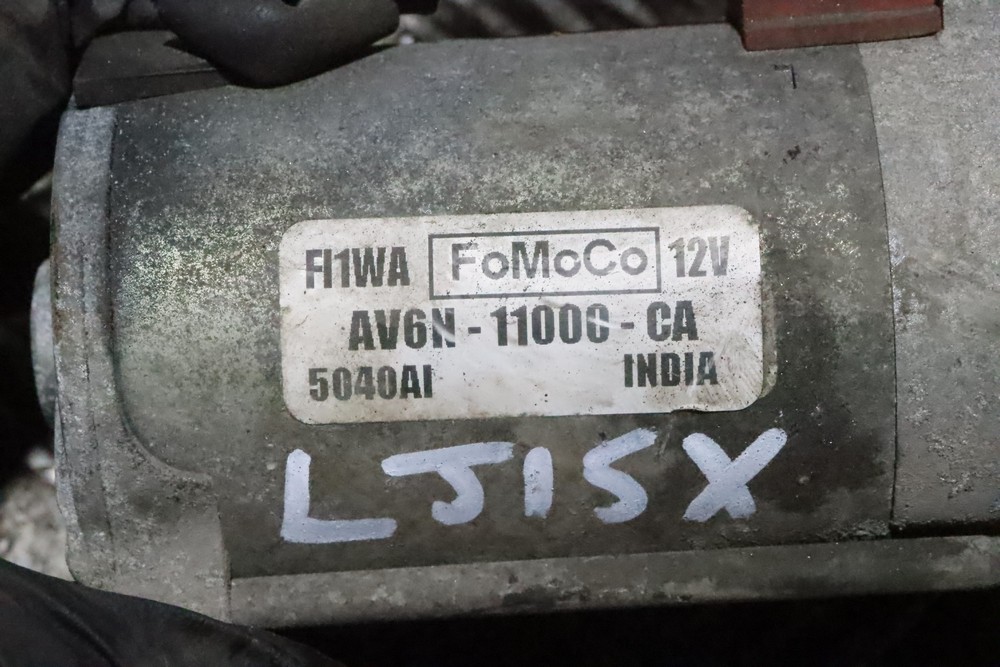 FI1WA FoMoCo 12V
AV6N - 11000 - CA
5040AI INDIA
LJ15X